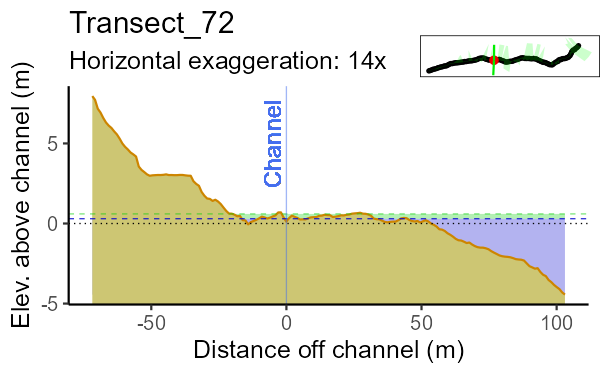 Transect_72
Horizontal exaggeration: 14x
Elev. above channel (m)
Channel
5
0
-5
-50
0
50
100
Distance off channel (m)